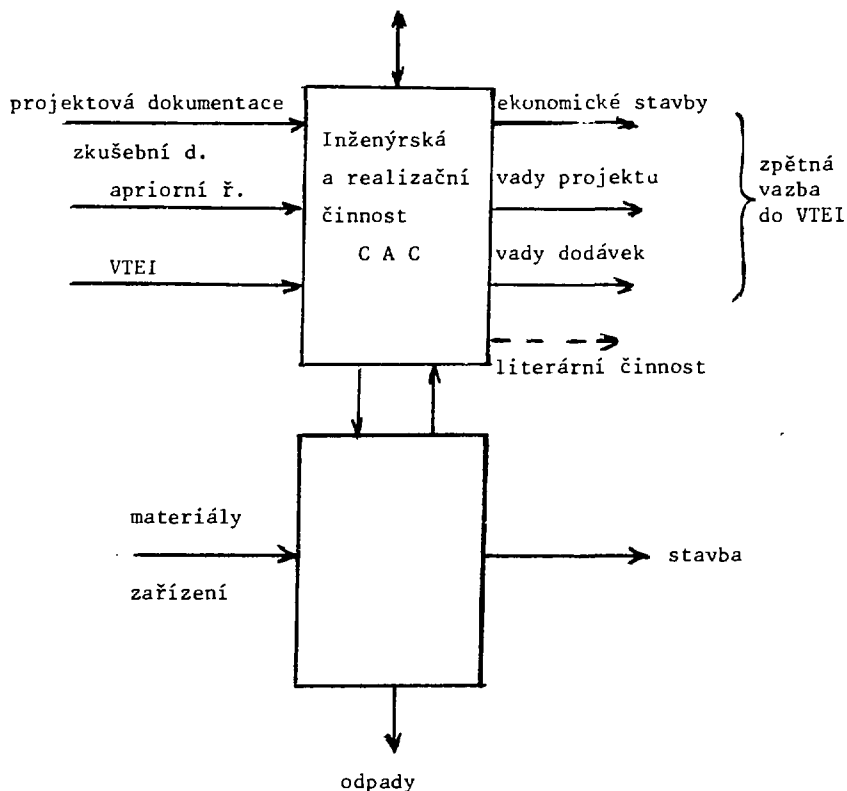 projektová dokumentace
zkušební d.
apriorní ř.
VTEI
Inženýrská
a realizační
činnost
C A C
ekonomické stavby
vady projektu
vady dodávek
literární činnost
zpětná
vazba
do VTEI
materiály
zařízení
stavba
odpady